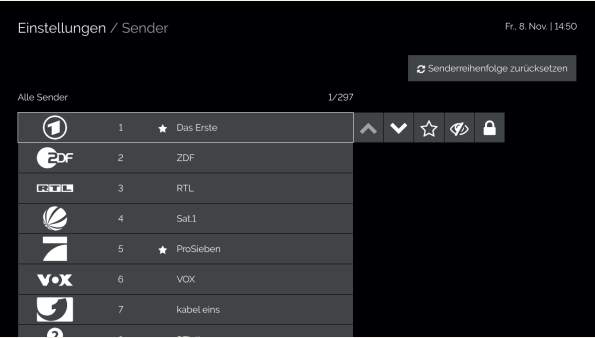 Einstellungen / Sender
Fr., 8. Nov. | 14:50
Senderreihenfolge zurücksetzen
Alle Sender 1/297
1 1 Das Erste
ZDF 2 ZDF
RTL 3 RTL
4 Sat.1
5 ProSieben
VOX 6 VOX
7 kabel eins